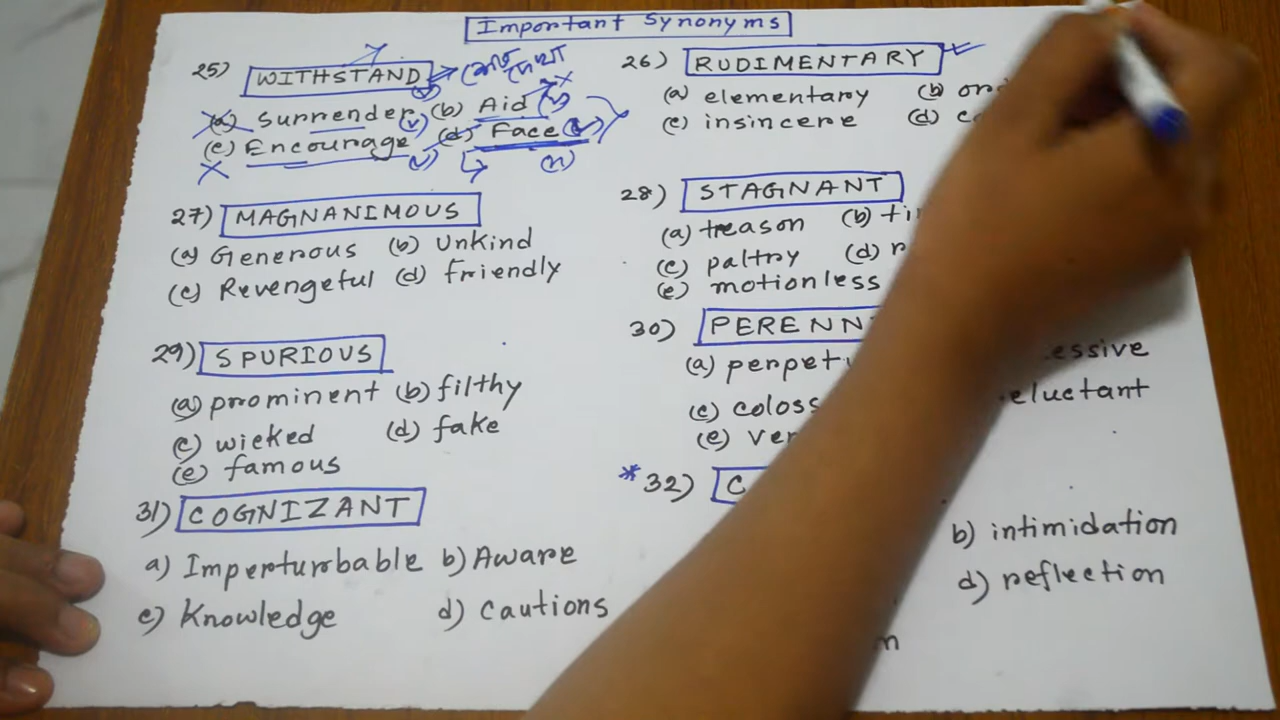 Important Synonyms
25) WITHSTAND
(a) Surrender (v) (b) Aid (v)
(c) Encourage (v) (d) Face (v) (n)
26) RUDIMENTARY
(a) elementary (b)
(c) insincere (d)
27) MAGNANIMOUS
(a) Generous (b) Unkind
(c) Revengeful (d) friendly
28) STAGNANT
(a) treason (b)
(c) paltry (d)
(e) motionless
29) SPURIOUS
(a) prominent (b) filthy
(c) wicked (d) fake
(e) famous
30) PERENN
(a) perpet essive
(c) coloss eluctant
(e) ver
31) COGNIZANT
a) Imperturbable b) Aware
c) Knowledge d) cautions
*32) C
b) intimidation
d) reflection